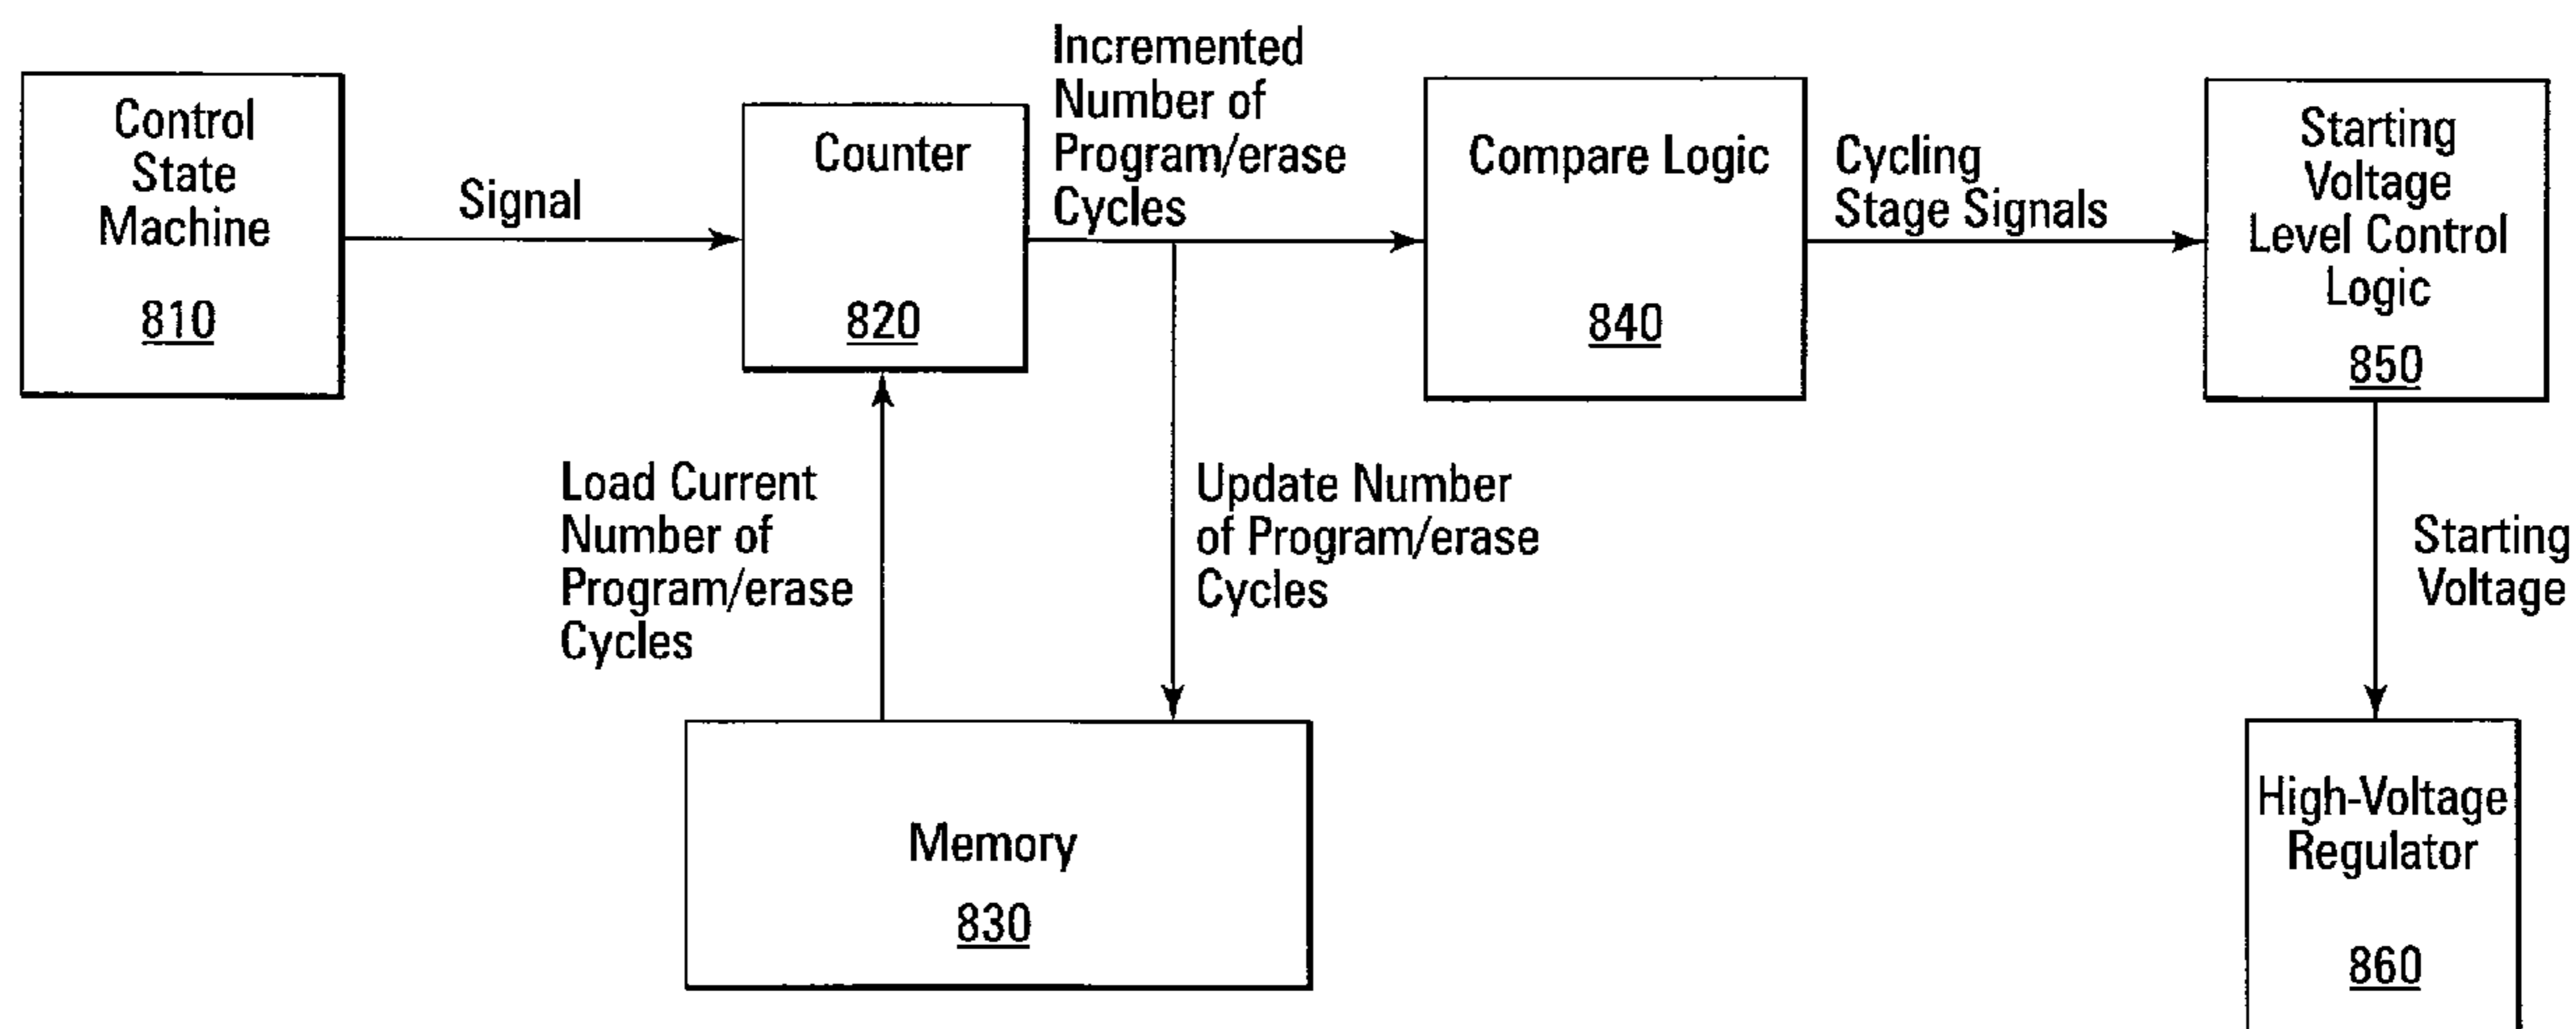 Control
State
Machine
810
Signal
Counter
820
Incremented
Number of
Program/erase
Cycles
Compare Logic
840
Cycling
Stage Signals
Starting
Voltage
Level Control
Logic
850
Load Current
Number of
Program/erase
Cycles
Update Number
of Program/erase
Cycles
Starting
Voltage
Memory
830
High-Voltage
Regulator
860